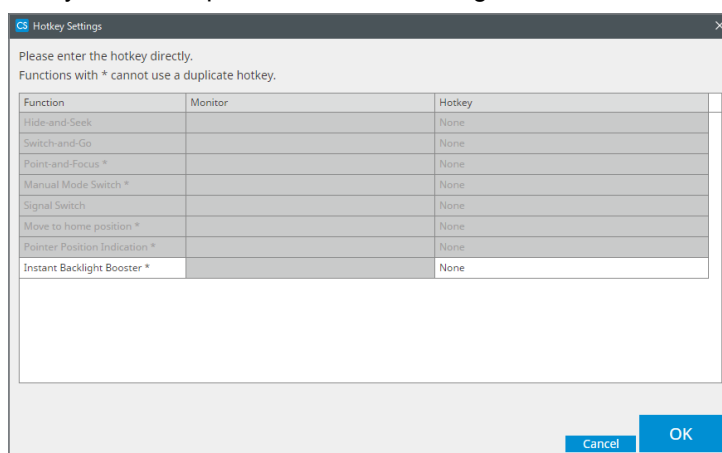 CS Hotkey Settings ×
Please enter the hotkey directly.
Functions with * cannot use a duplicate hotkey.
Function Monitor Hotkey
Hide-and-Seek None
Switch-and-Go None
Point-and-Focus * None
Manual Mode Switch * None
Signal Switch None
Move to home position * None
Pointer Position Indication * None
Instant Backlight Booster * None
Cancel OK